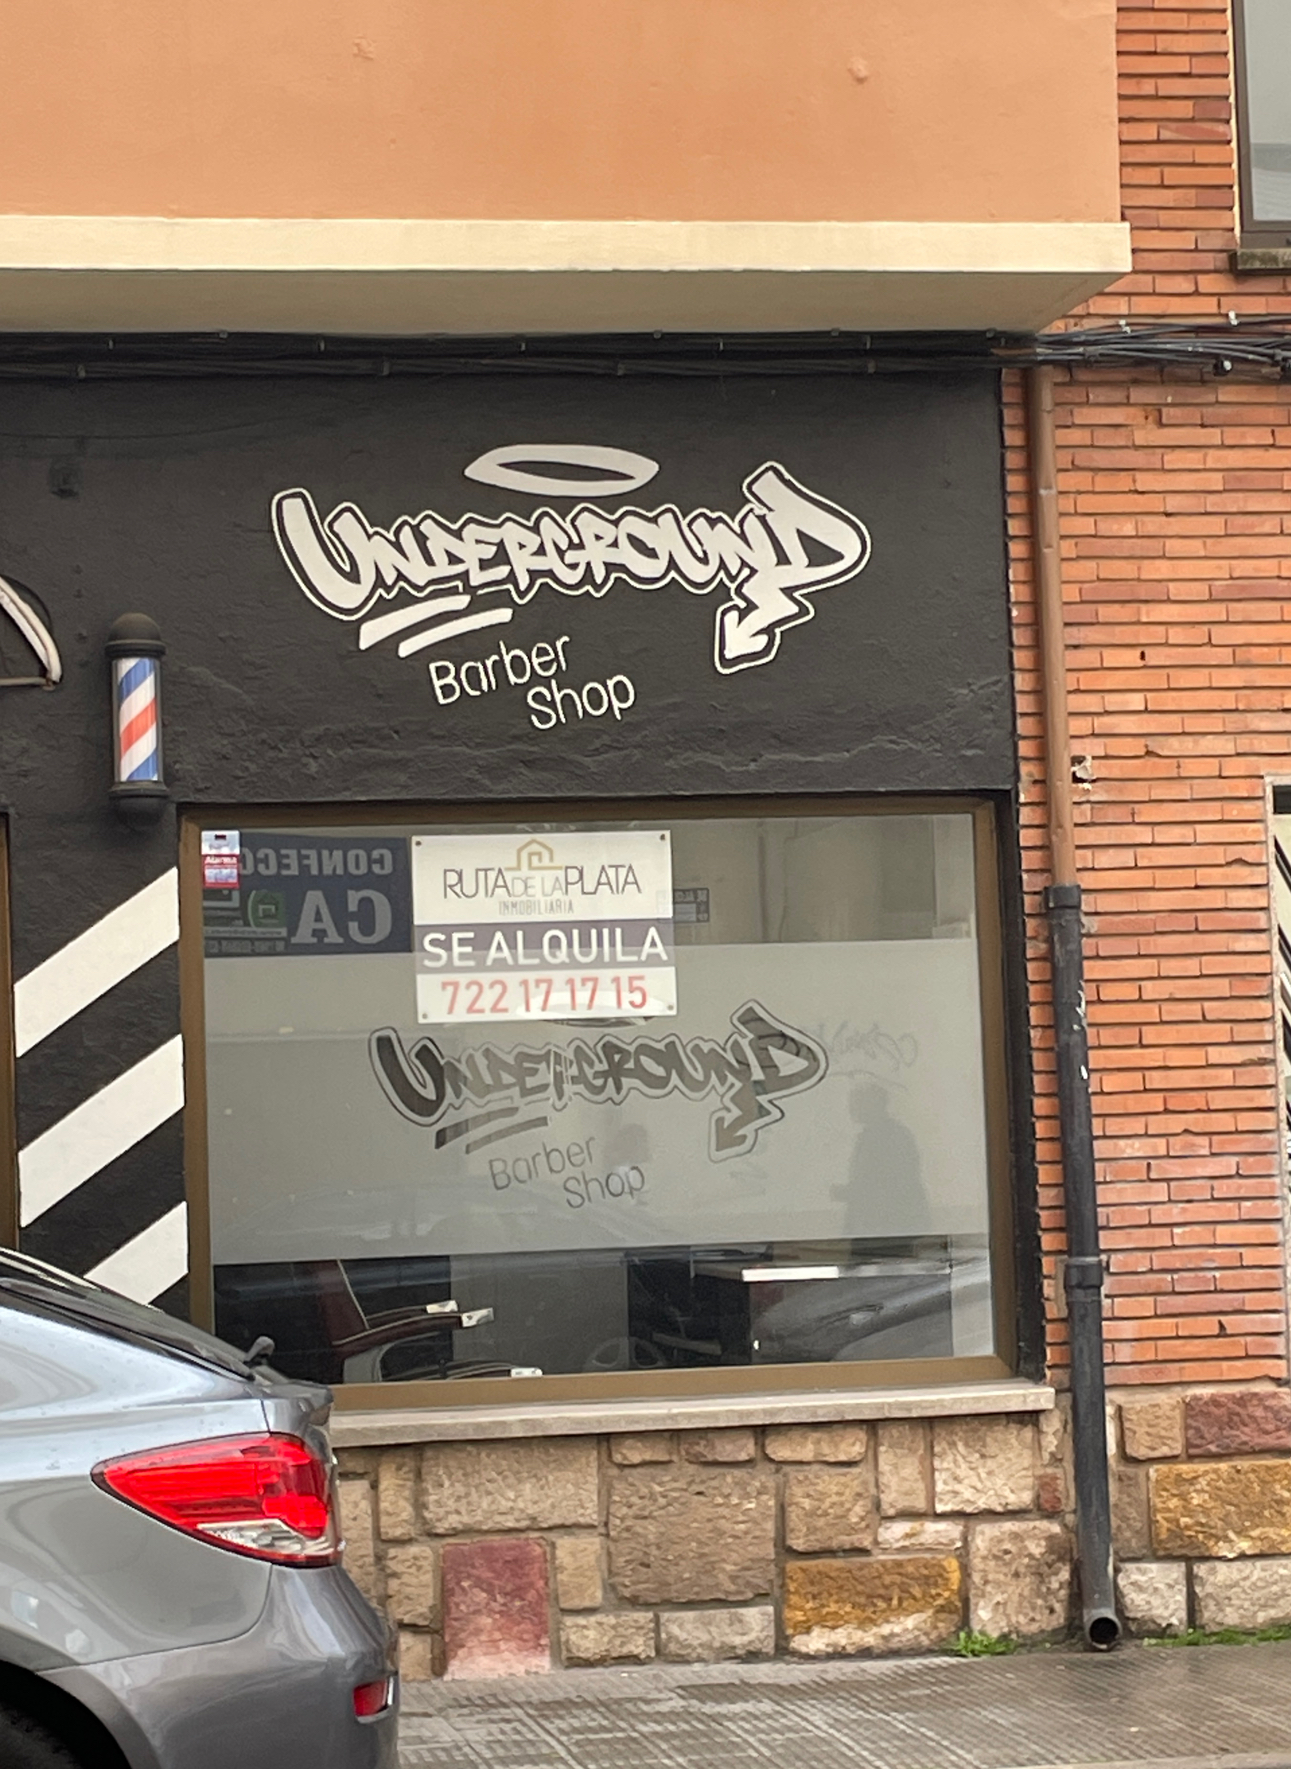 UNDERGROUND
Barber
Shop
Alarma
CONFECC
CA
RUTA DE LA PLATA
INMOBILIARIA
SE ALQUILA
722 17 17 15
UNDERGROUND
Barber
Shop